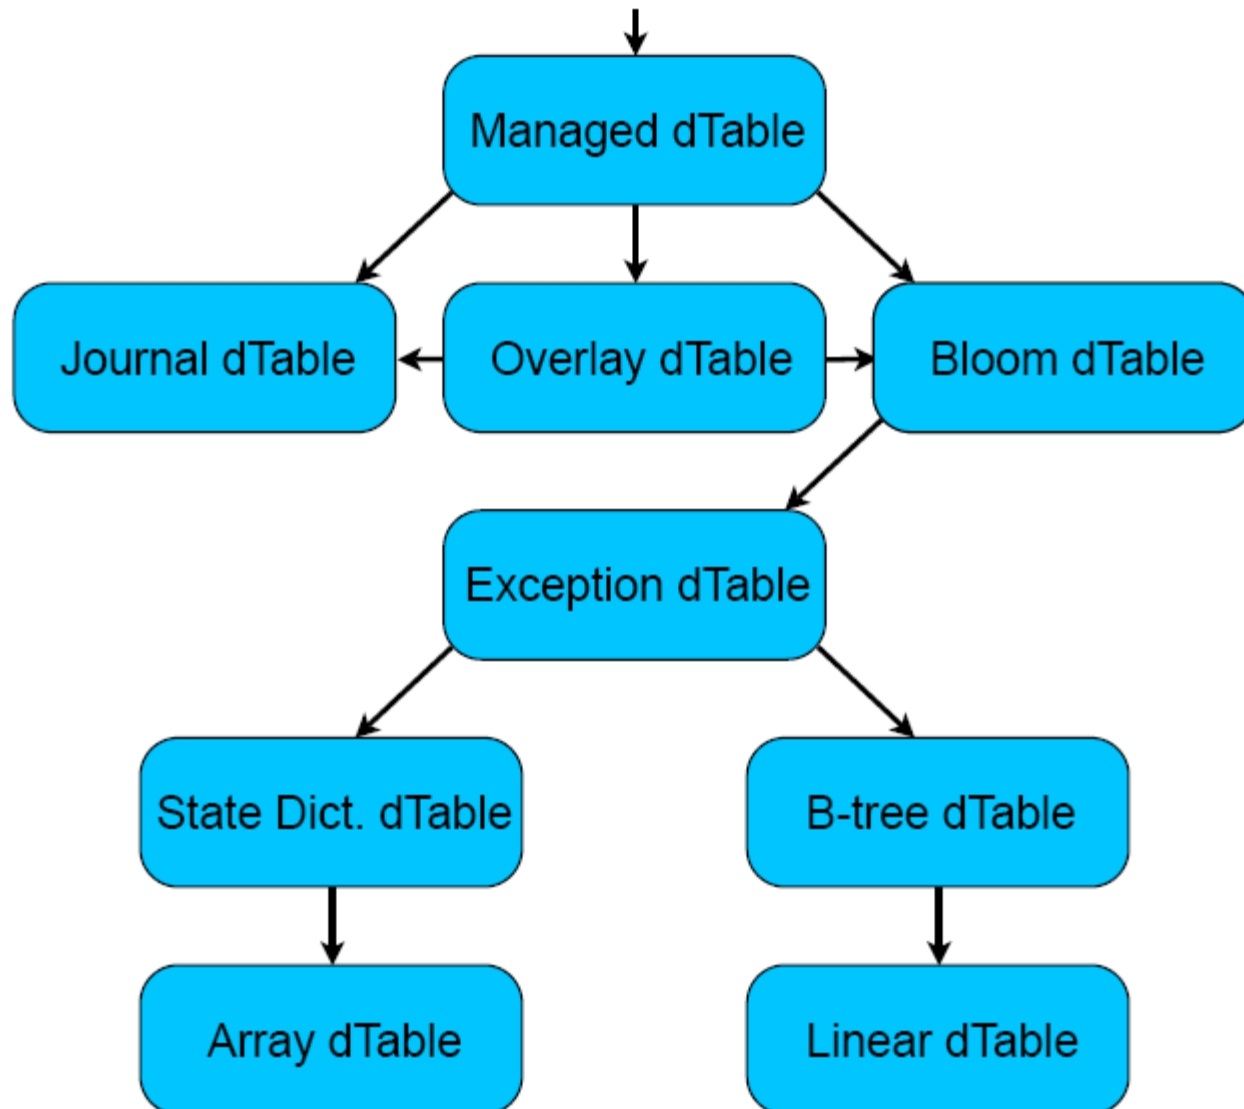 Managed dTable
Journal dTable
Overlay dTable
Bloom dTable
Exception dTable
State Dict. dTable
B-tree dTable
Array dTable
Linear dTable